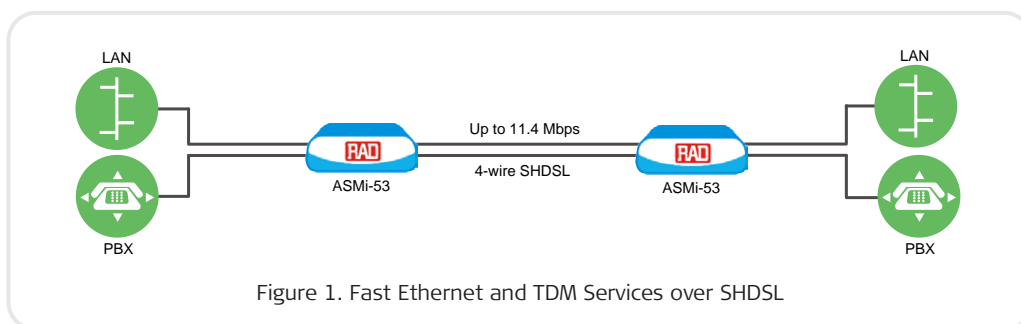 LAN
LAN
Up to 11.4 Mbps
RAD
RAD
4-wire SHDSL
ASMi-53
ASMi-53
PBX
PBX
Figure 1. Fast Ethernet and TDM Services over SHDSL